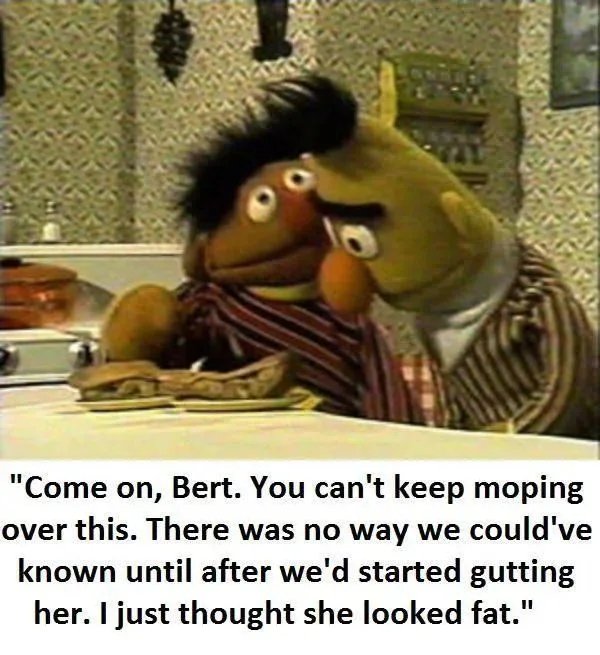 "Come on, Bert. You can't keep moping
over this. There was no way we could've
known until after we'd started gutting
her. I just thought she looked fat."